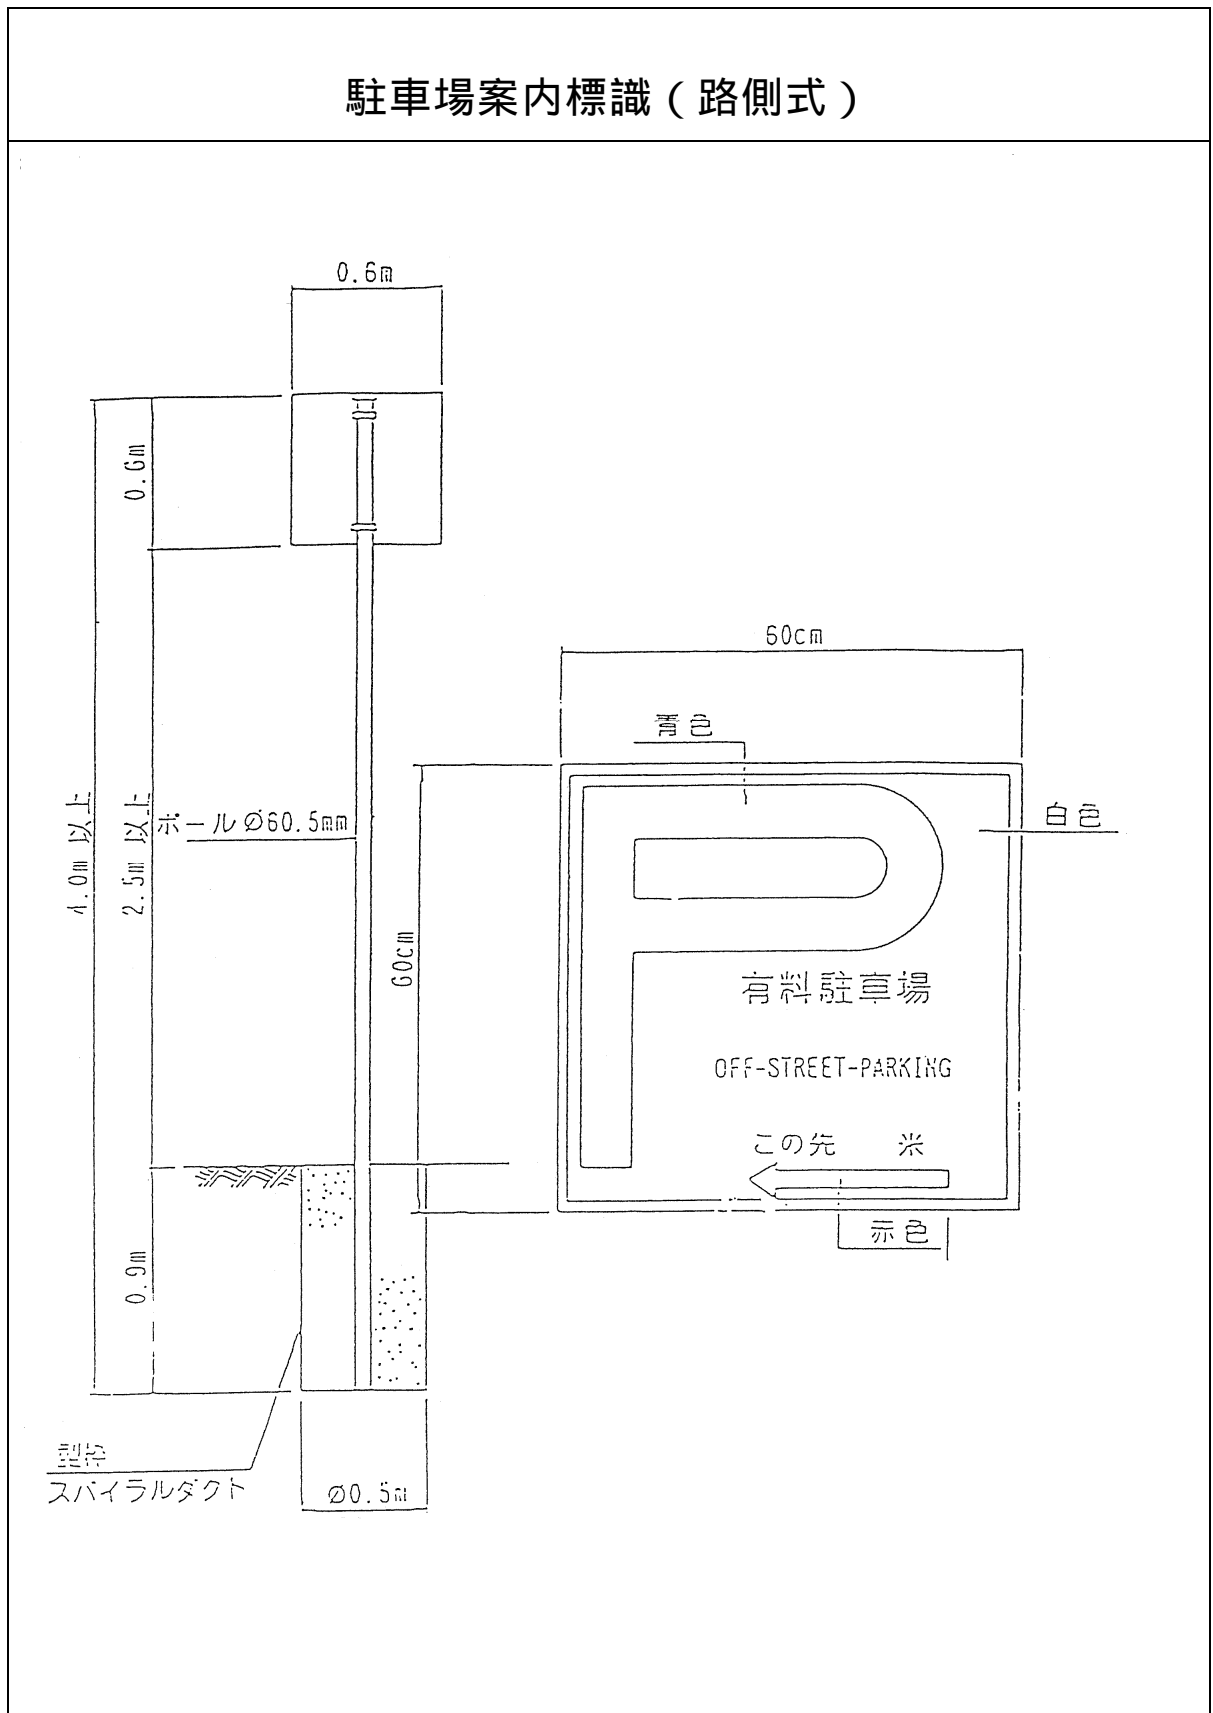 駐車場案内標識(路側式)
0.6m
0.6m
4.0m 以上
2.5m 以上
ポール Ø60.5mm
0.9m
型枠
スパイラルダクト
Ø0.5m
60cm
60cm
青色
白色
有料駐車場
OFF-STREET-PARKING
この先 米
赤色